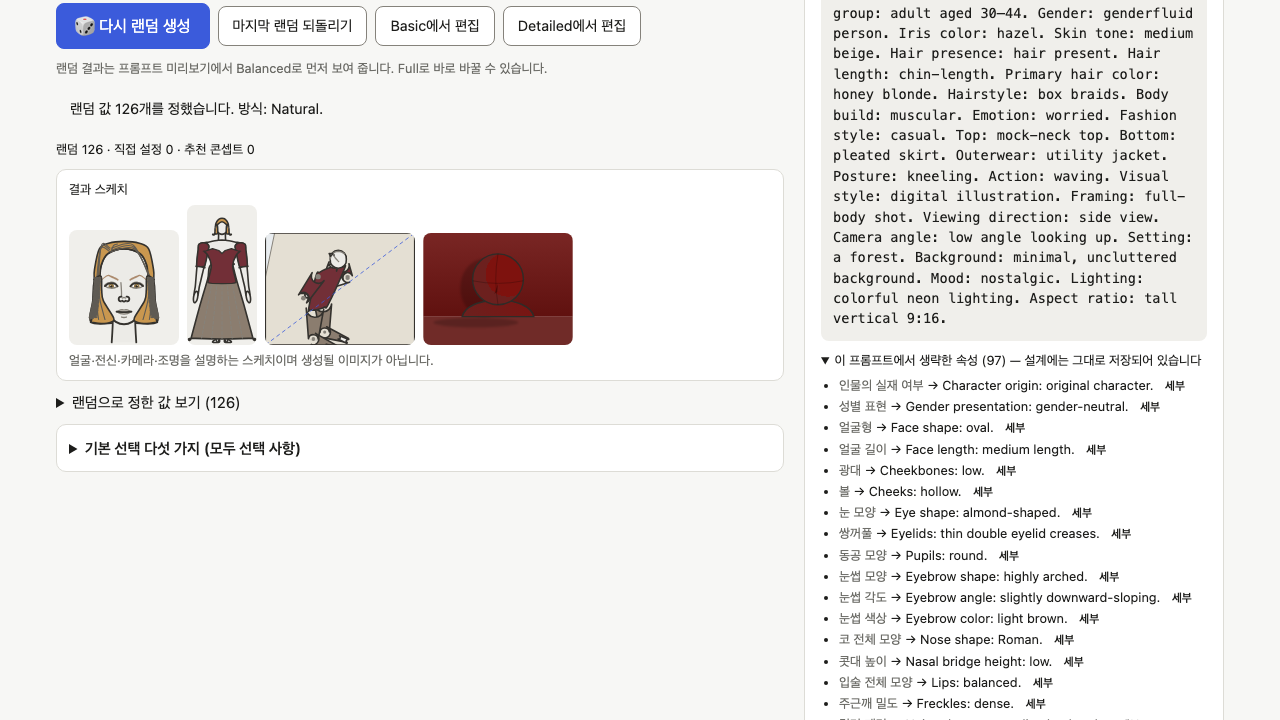 🎲 다시 랜덤 생성
마지막 랜덤 되돌리기
Basic에서 편집
Detailed에서 편집
랜덤 결과는 프롬프트 미리보기에서 Balanced로 먼저 보여 줍니다. Full로 바로 바꿀 수 있습니다.
랜덤 값 126개를 정했습니다. 방식: Natural.
랜덤 126 · 직접 설정 0 · 추천 콘셉트 0
결과 스케치
얼굴·전신·카메라·조명을 설명하는 스케치이며 생성될 이미지가 아닙니다.
▶ 랜덤으로 정한 값 보기 (126)
▶ 기본 선택 다섯 가지 (모두 선택 사항)
group: adult aged 30–44. Gender: genderfluid
person. Iris color: hazel. Skin tone: medium
beige. Hair presence: hair present. Hair
length: chin-length. Primary hair color:
honey blonde. Hairstyle: box braids. Body
build: muscular. Emotion: worried. Fashion
style: casual. Top: mock-neck top. Bottom:
pleated skirt. Outerwear: utility jacket.
Posture: kneeling. Action: waving. Visual
style: digital illustration. Framing: full-
body shot. Viewing direction: side view.
Camera angle: low angle looking up. Setting:
a forest. Background: minimal, uncluttered
background. Mood: nostalgic. Lighting:
colorful neon lighting. Aspect ratio: tall
vertical 9:16.
▼ 이 프롬프트에서 생략한 속성 (97) — 설계에는 그대로 저장되어 있습니다
• 인물의 실재 여부 → Character origin: original character. 세부
• 성별 표현 → Gender presentation: gender-neutral. 세부
• 얼굴형 → Face shape: oval. 세부
• 얼굴 길이 → Face length: medium length. 세부
• 광대 → Cheekbones: low. 세부
• 볼 → Cheeks: hollow. 세부
• 눈 모양 → Eye shape: almond-shaped. 세부
• 쌍꺼풀 → Eyelids: thin double eyelid creases. 세부
• 동공 모양 → Pupils: round. 세부
• 눈썹 모양 → Eyebrow shape: highly arched. 세부
• 눈썹 각도 → Eyebrow angle: slightly downward-sloping. 세부
• 눈썹 색상 → Eyebrow color: light brown. 세부
• 코 전체 모양 → Nose shape: Roman. 세부
• 콧대 높이 → Nasal bridge height: low. 세부
• 입술 전체 모양 → Lips: balanced. 세부
• 주근깨 밀도 → Freckles: dense. 세부